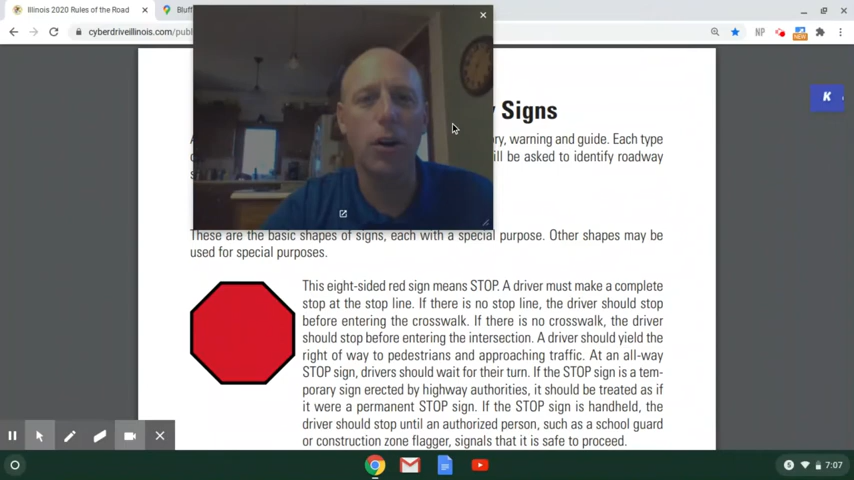 Illinois 2020 Rules of the Road
Bluff
cyberdriveillinois.com/publ
NP
NEW
K
Signs
ry, warning and guide. Each type
ill be asked to identify roadway
These are the basic shapes of signs, each with a special purpose. Other shapes may be
used for special purposes.
This eight-sided red sign means STOP. A driver must make a complete
stop at the stop line. If there is no stop line, the driver should stop
before entering the crosswalk. If there is no crosswalk, the driver
should stop before entering the intersection. A driver should yield the
right of way to pedestrians and approaching traffic. At an all-way
STOP sign, drivers should wait for their turn. If the STOP sign is a tem-
porary sign erected by highway authorities, it should be treated as if
it were a permanent STOP sign. If the STOP sign is handheld, the
driver should stop until an authorized person, such as a school guard
or construction zone flagger, signals that it is safe to proceed.
7:07